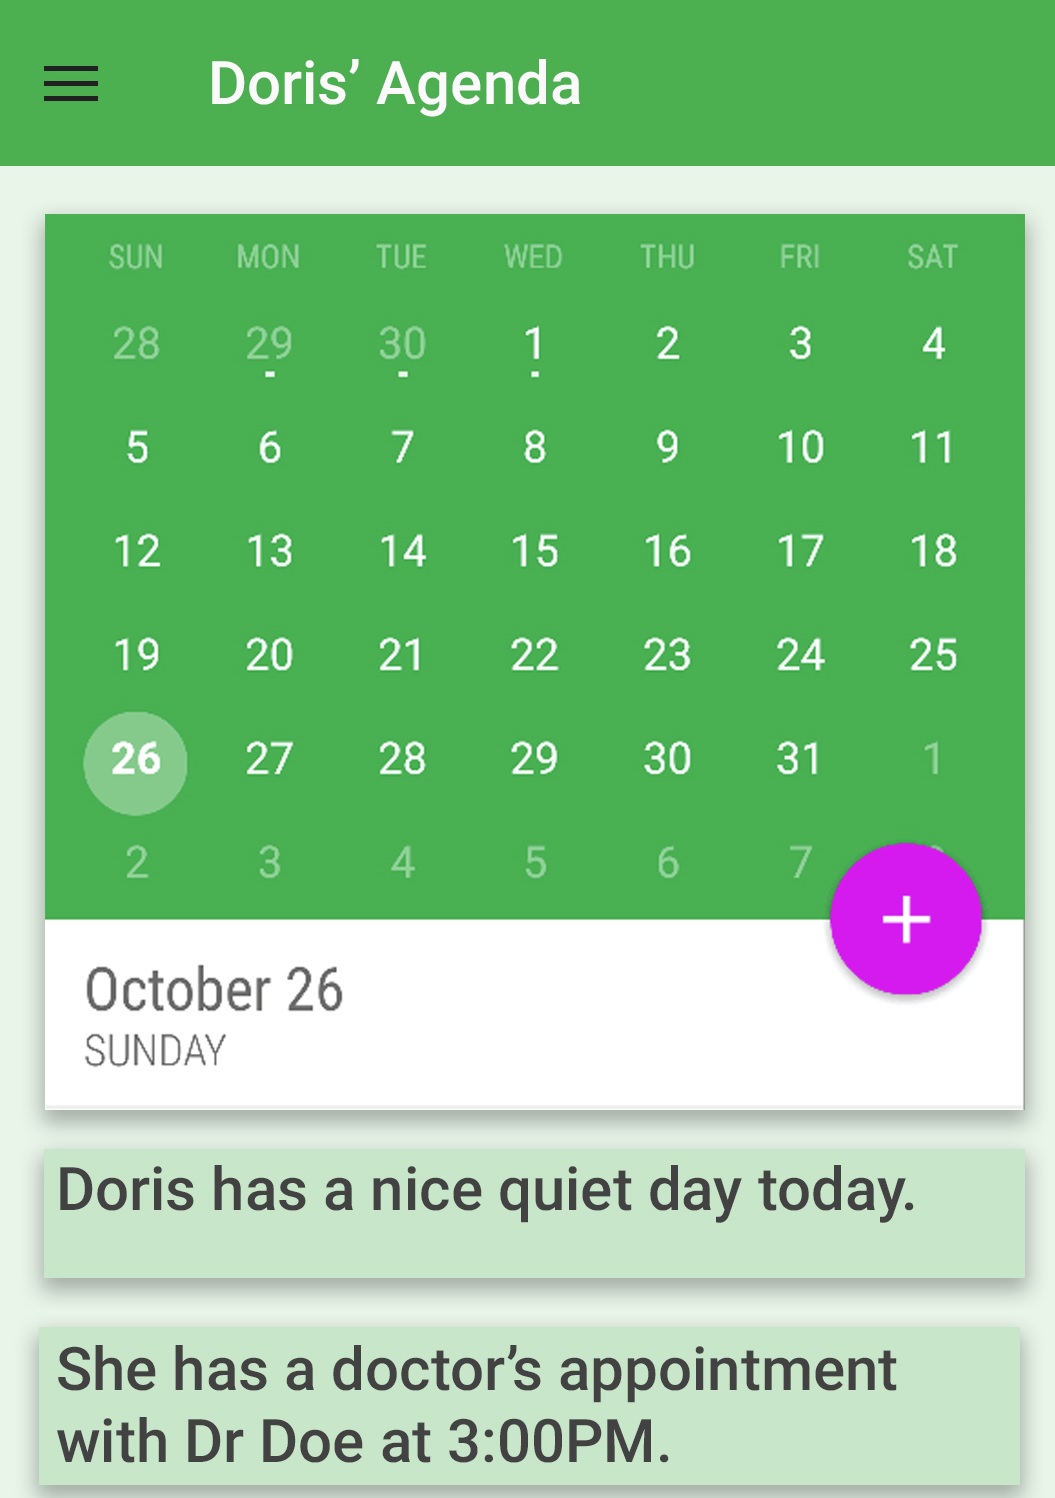 Doris’ Agenda
SUN MON TUE WED THU FRI SAT
28 29 30 1 2 3 4
5 6 7 8 9 10 11
12 13 14 15 16 17 18
19 20 21 22 23 24 25
26 27 28 29 30 31 1
2 3 4 5 6 7
+
October 26
SUNDAY
Doris has a nice quiet day today.
She has a doctor’s appointment
with Dr Doe at 3:00PM.